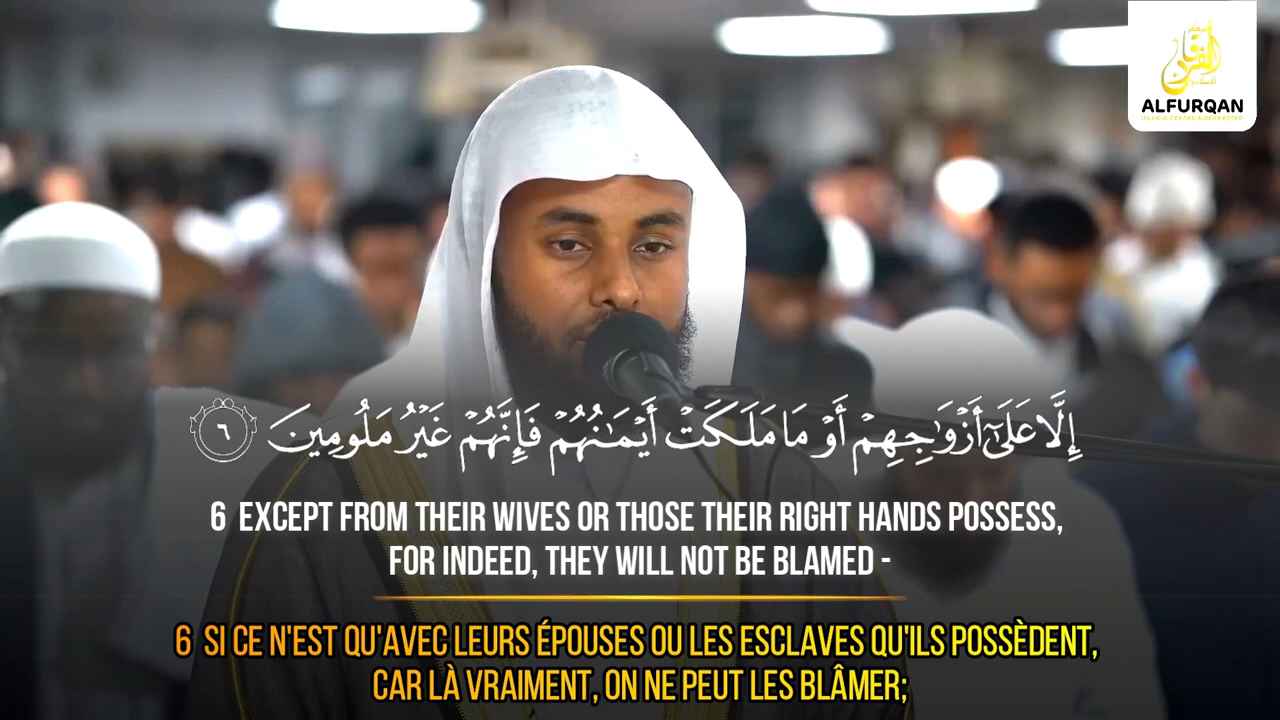 ALFURQAN
إِلَّا عَلَىٰٓ أَزْوَٰجِهِمْ أَوْ مَا مَلَكَتْ أَيْمَـٰنُهُمْ فَإِنَّهُمْ غَيْرُ مَلُومِينَ ٦
6 EXCEPT FROM THEIR WIVES OR THOSE THEIR RIGHT HANDS POSSESS,
FOR INDEED, THEY WILL NOT BE BLAMED -
6 SI CE N'EST QU'AVEC LEURS ÉPOUSES OU LES ESCLAVES QU'ILS POSSÈDENT,
CAR LÀ VRAIMENT, ON NE PEUT LES BLÂMER;